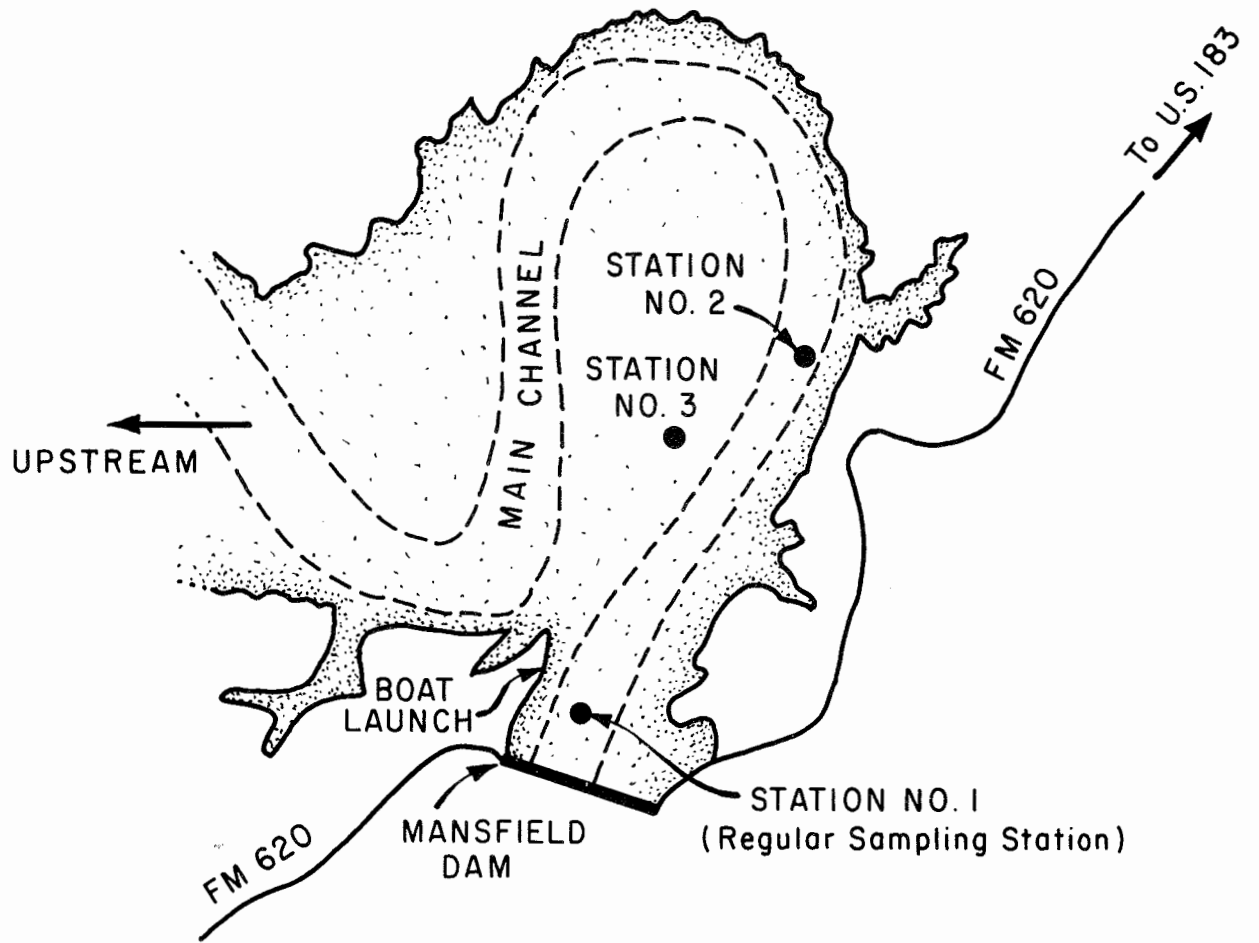 To U.S. 183
STATION
NO. 2
FM 620
STATION
NO. 3
MAIN CHANNEL
UPSTREAM
BOAT
LAUNCH
STATION NO. 1
(Regular Sampling Station)
MANSFIELD
DAM
FM 620